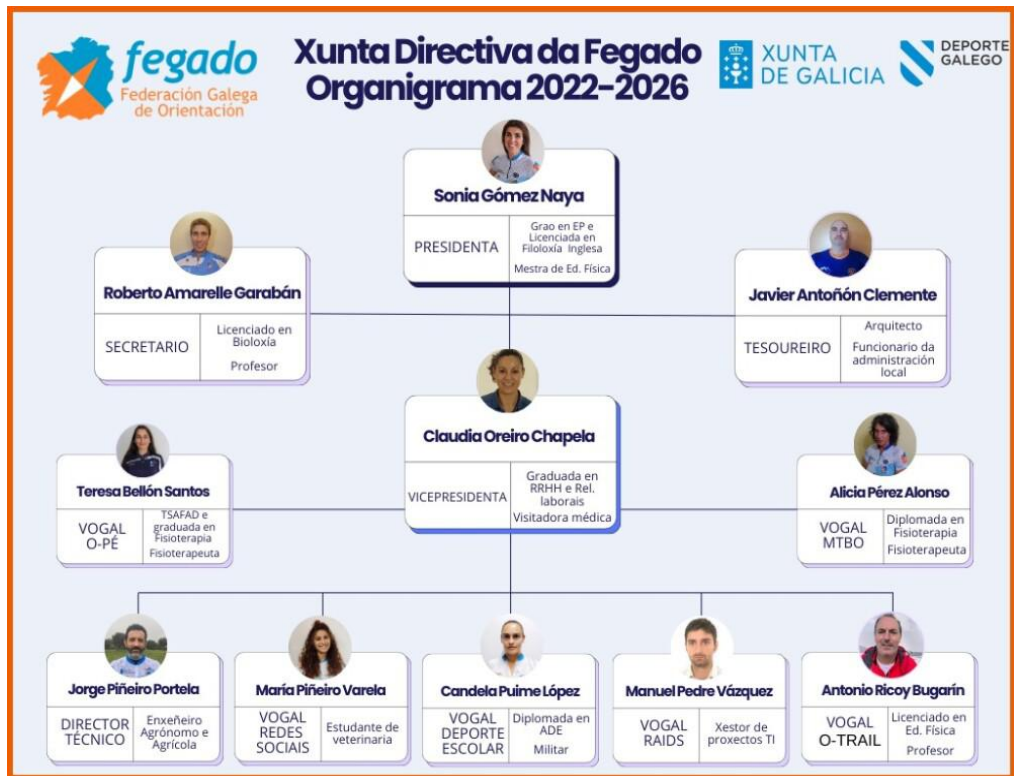 fegado
Federación Galega
de Orientación
Xunta Directiva da Fegado
Organigrama 2022-2026
XUNTA
DE GALICIA
DEPORTE
GALEGO
Sonia Gómez Naya
PRESIDENTA
Grao en EP e
Licenciada en
Filoloxía Inglesa
Mestra de Ed. Física
Roberto Amarelle Garabán
SECRETARIO
Licenciado en
Bioloxía
Profesor
Javier Antoñón Clemente
TESOUREIRO
Arquitecto
Funcionario da
administración
local
Claudia Oreiro Chapela
VICEPRESIDENTA
Graduada en
RRHH e Rel.
laborais
Visitadora médica
Teresa Bellón Santos
VOGAL
O-PÉ
TSAFAD e
graduada en
Fisioterapia
Fisioterapeuta
Alicia Pérez Alonso
VOGAL
MTBO
Diplomada en
Fisioterapia
Fisioterapeuta
Jorge Piñeiro Portela
DIRECTOR
TÉCNICO
Enxeñeiro
Agrónomo e
Agrícola
María Piñeiro Varela
VOGAL
REDES
SOCIAIS
Estudante de
veterinaria
Candela Puime López
VOGAL
DEPORTE
ESCOLAR
Diplomada en
ADE
Militar
Manuel Pedre Vázquez
VOGAL
RAIDS
Xestor de
proxectos TI
Antonio Ricoy Bugarín
VOGAL
O-TRAIL
Licenciado en
Ed. Física
Profesor